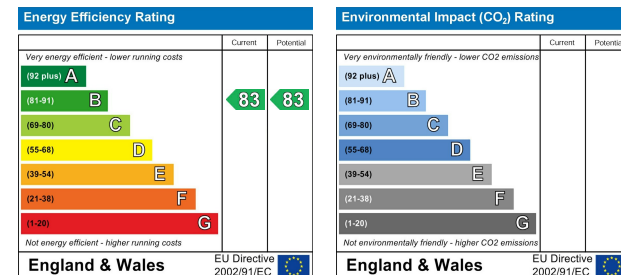 Energy Efficiency Rating
Current Potential
Very energy efficient - lower running costs
(92 plus) A
(81-91) B 83 83
(69-80) C
(55-68) D
(39-54) E
(21-38) F
(1-20) G
Not energy efficient - higher running costs
England & Wales
EU Directive
2002/91/EC
Environmental Impact (CO₂) Rating
Current Potential
Very environmentally friendly - lower CO2 emissions
(92 plus) A
(81-91) B
(69-80) C
(55-68) D
(39-54) E
(21-38) F
(1-20) G
Not environmentally friendly - higher CO2 emissions
England & Wales
EU Directive
2002/91/EC